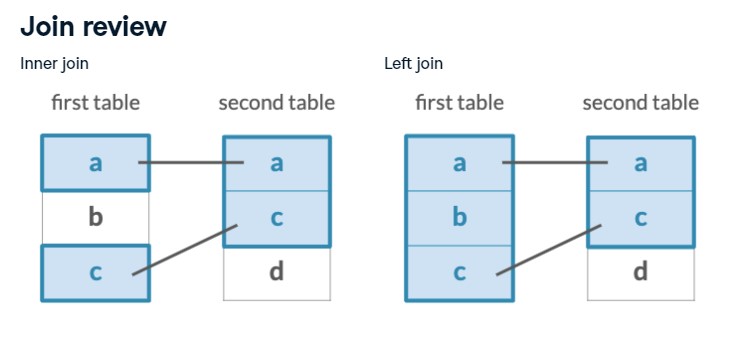 Join review
Inner join
first table
second table
a
a
b
c
c
d
Left join
first table
second table
a
a
b
c
c
d